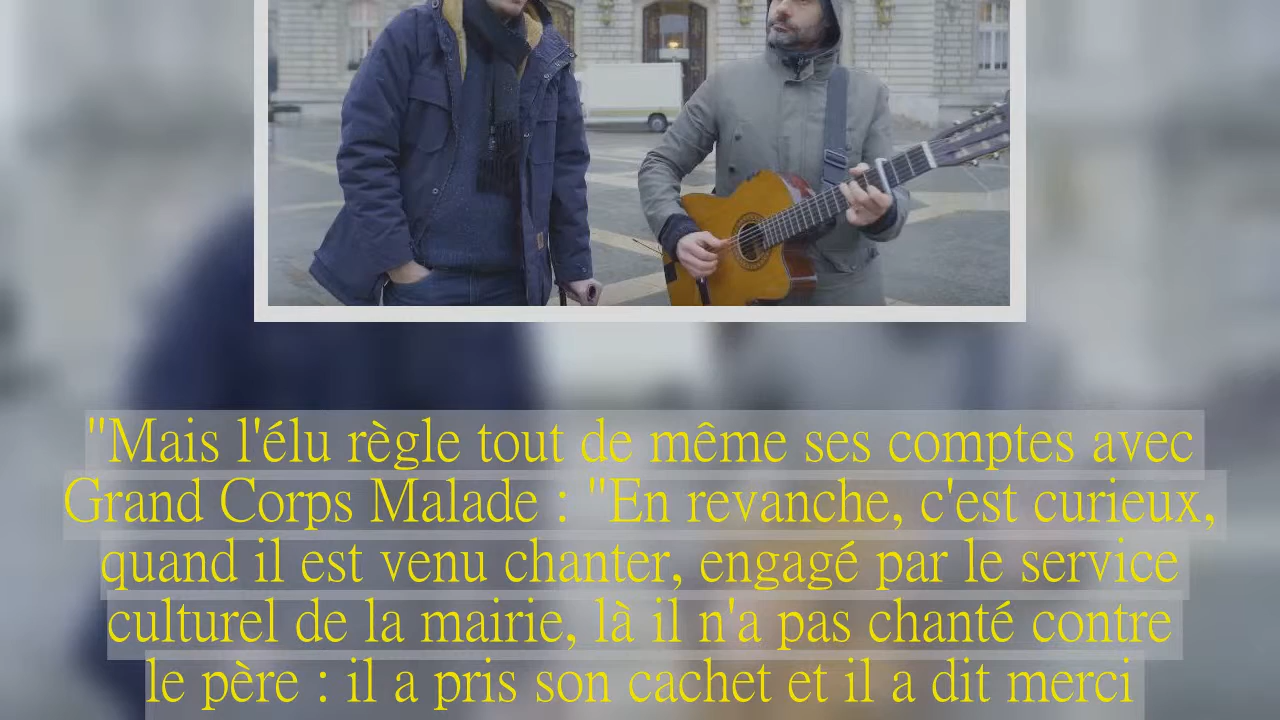 "Mais l'élu règle tout de même ses comptes avec
Grand Corps Malade : "En revanche, c'est curieux,
quand il est venu chanter, engagé par le service
culturel de la mairie, là il n'a pas chanté contre
le père : il a pris son cachet et il a dit merci